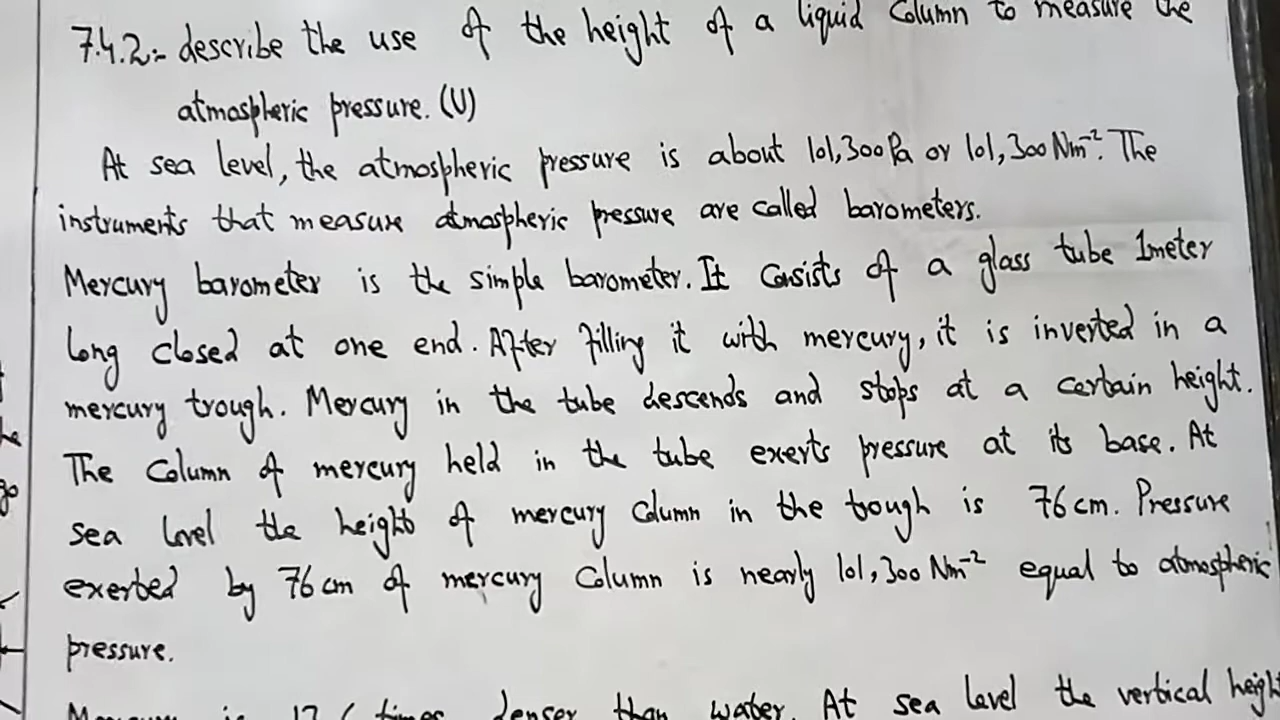 7.4.2:- describe the use of the height of a liquid Column to measure the
atmospheric pressure. (U)
At sea level, the atmospheric pressure is about 101,300 Pa or 101,300 Nm⁻². The
instruments that measure atmospheric pressure are called barometers.
Mercury barometer is the simple barometer. It Consists of a glass tube 1meter
long closed at one end. After filling it with mercury, it is inverted in a
mercury trough. Mercury in the tube descends and stops at a certain height.
The Column of mercury held in the tube exerts pressure at its base. At
sea level the height of mercury Column in the trough is 76 cm. Pressure
exerted by 76 cm of mercury Column is nearly 101,300 Nm⁻² equal to atmospheric
pressure.
is times denser than water. At sea level the vertical height